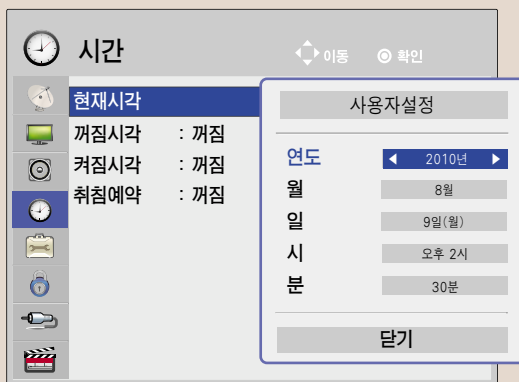 시간
이동 확인
현재시각
꺼짐시각 : 꺼짐
켜짐시각 : 꺼짐
취침예약 : 꺼짐
사용자설정
연도 2010년
월 8월
일 9일(월)
시 오후 2시
분 30분
닫기